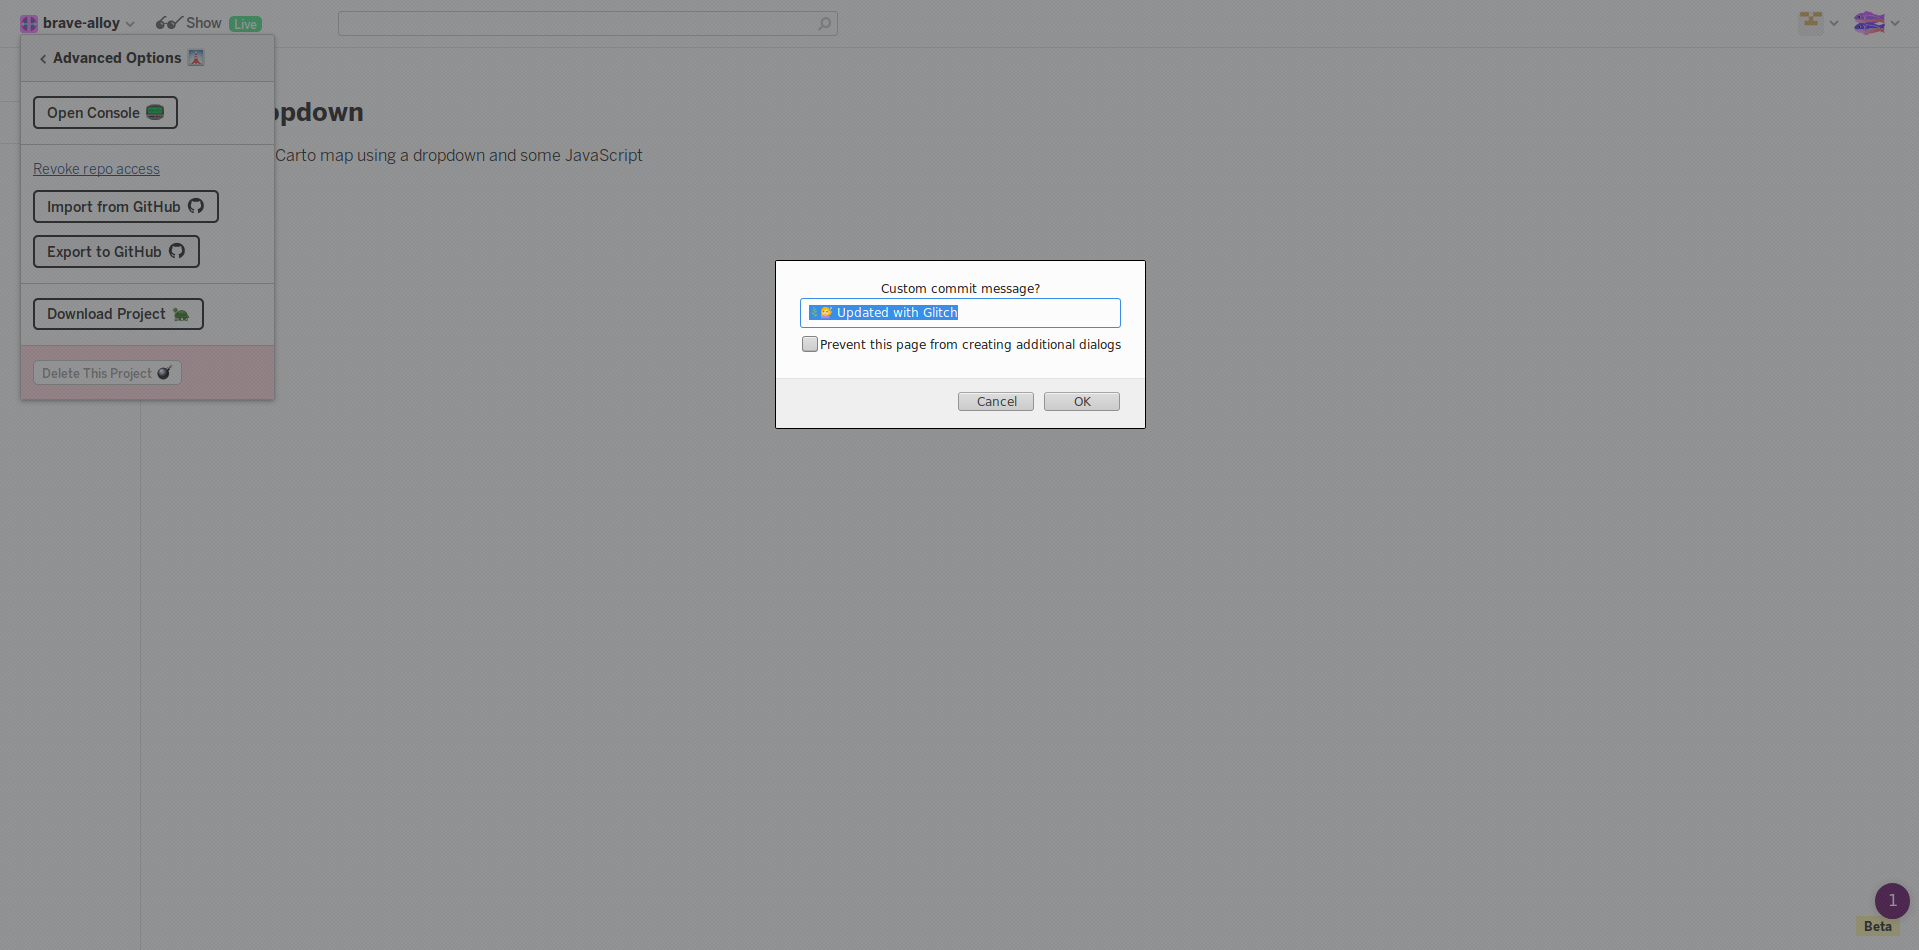 brave-alloy Show Live
Advanced Options
Open Console
opdown
Carto map using a dropdown and some JavaScript
Revoke repo access
Import from GitHub
Export to GitHub
Download Project
Delete This Project
Custom commit message?
Updated with Glitch
Prevent this page from creating additional dialogs
Cancel OK
1
Beta